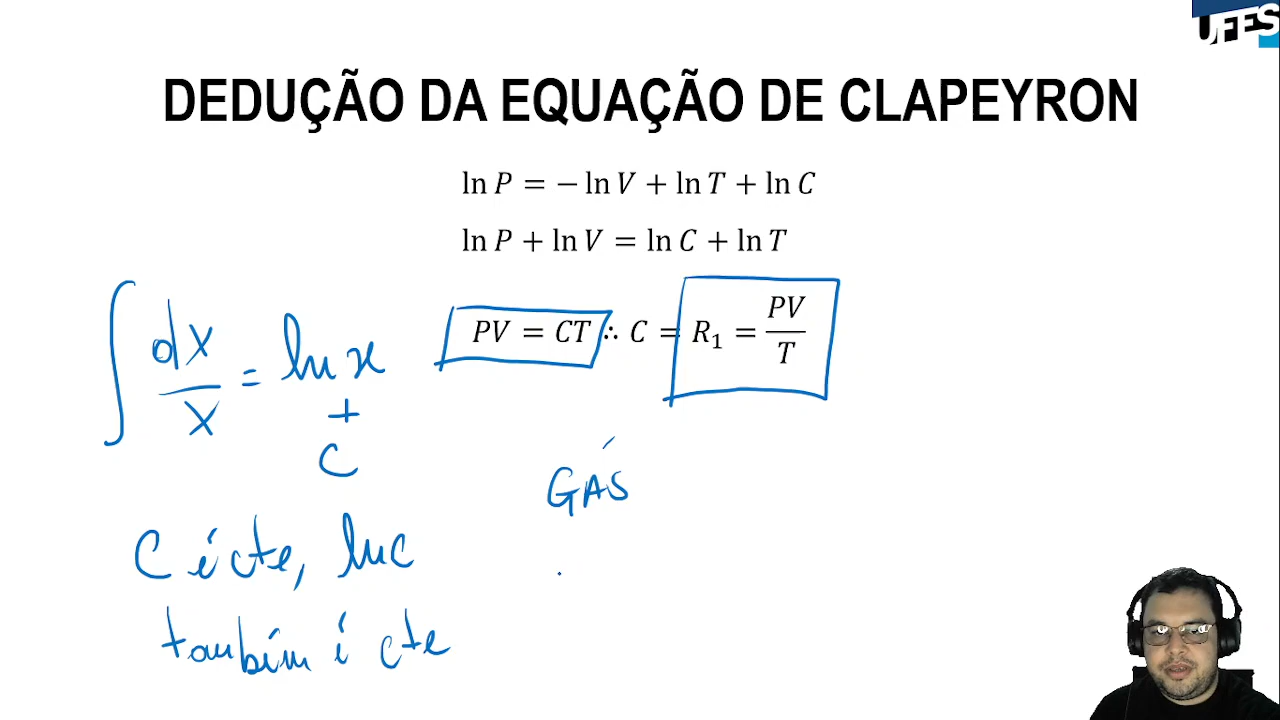 UFES
DEDUÇÃO DA EQUAÇÃO DE CLAPEYRON
ln P = − ln V + ln T + ln C
ln P + ln V = ln C + ln T
PV = CT ∴ C = R₁ = PV/T
∫ dx/x = ln x
+
C
GÁS
C é cte, ln C
também é cte